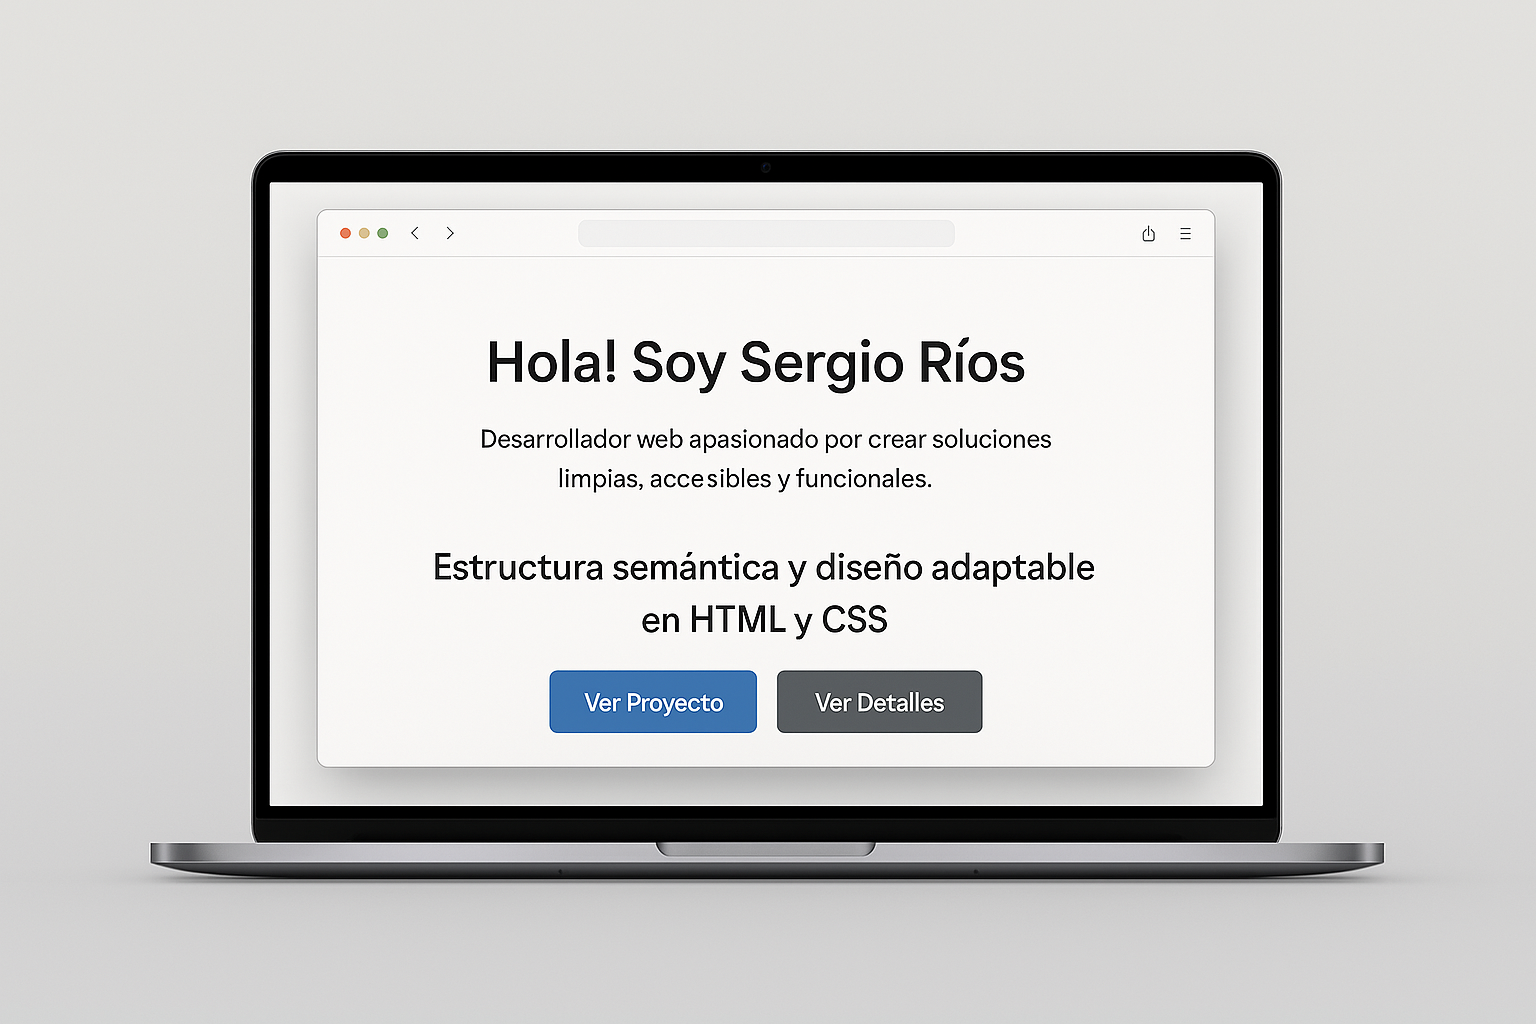 Hola! Soy Sergio Ríos
Desarrollador web apasionado por crear soluciones
limpias, accesibles y funcionales.
Estructura semántica y diseño adaptable
en HTML y CSS
Ver Proyecto
Ver Detalles